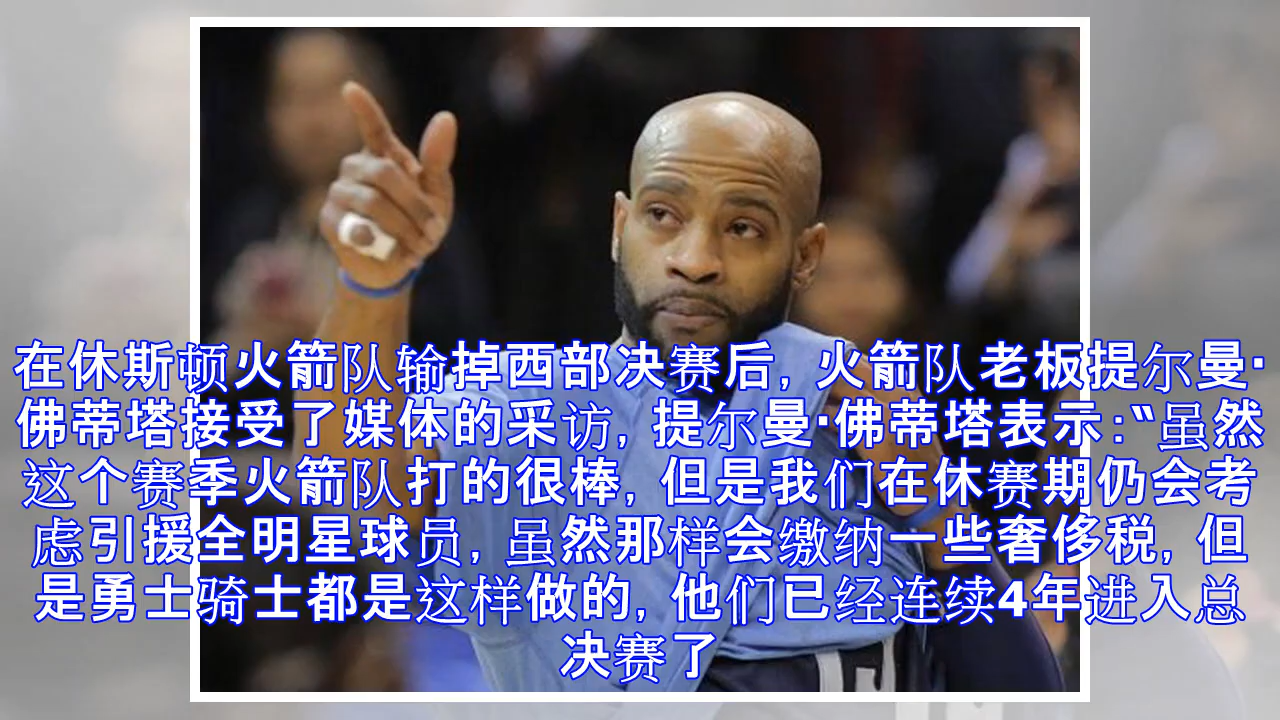 在休斯顿火箭队输掉西部决赛后, 火箭队老板提尔曼·
佛蒂塔接受了媒体的采访, 提尔曼·佛蒂塔表示:“虽然
这个赛季火箭队打的很棒, 但是我们在休赛期仍会考
虑引援全明星球员, 虽然那样会缴纳一些奢侈税, 但
是勇士骑士都是这样做的, 他们已经连续4年进入总
决赛了